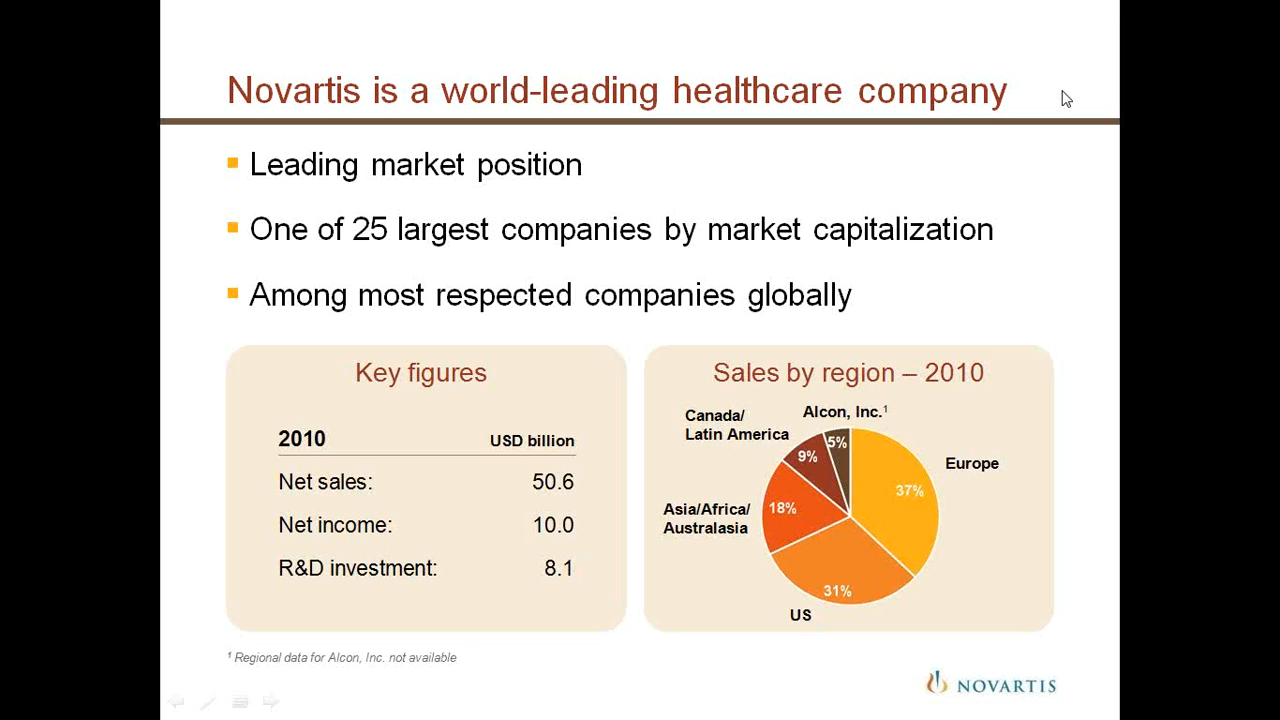 Novartis is a world-leading healthcare company
Leading market position
One of 25 largest companies by market capitalization
Among most respected companies globally
Key figures
2010 USD billion
Net sales: 50.6
Net income: 10.0
R&D investment: 8.1
Sales by region – 2010
Canada/
Latin America
Alcon, Inc.¹
5%
9%
Europe
37%
Asia/Africa/
Australasia
18%
31%
US
¹ Regional data for Alcon, Inc. not available
NOVARTIS